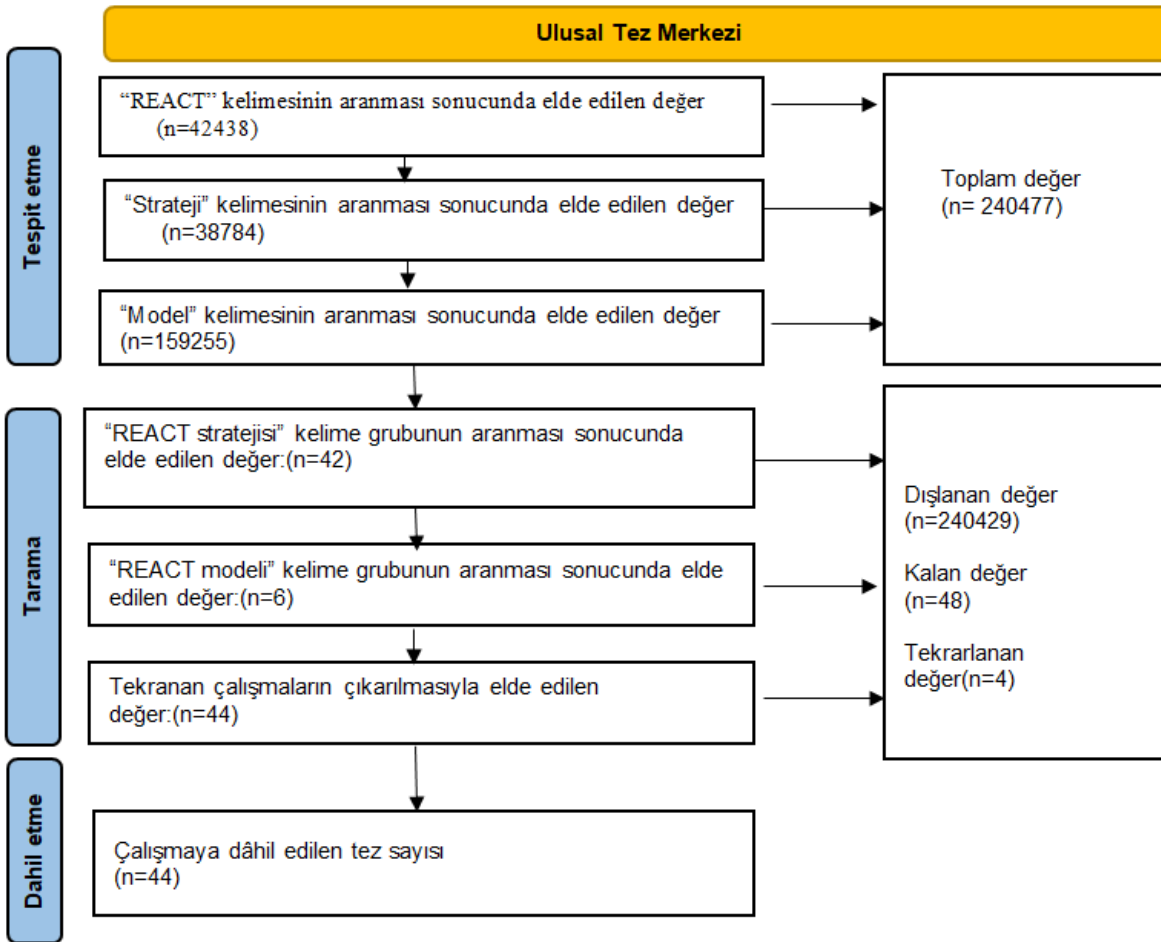 Ulusal Tez Merkezi
Tespit etme
“REACT” kelimesinin aranması sonucunda elde edilen değer
(n=42438)
“Strateji” kelimesinin aranması sonucunda elde edilen değer
(n=38784)
“Model” kelimesinin aranması sonucunda elde edilen değer
(n=159255)
Toplam değer
(n= 240477)
Tarama
“REACT stratejisi” kelime grubunun aranması sonucunda
elde edilen değer:(n=42)
“REACT modeli” kelime grubunun aranması sonucunda elde
edilen değer:(n=6)
Tekranan çalışmaların çıkarılmasıyla elde edilen
değer:(n=44)
Dışlanan değer
(n=240429)
Kalan değer
(n=48)
Tekrarlanan
değer(n=4)
Dahil etme
Çalışmaya dâhil edilen tez sayısı
(n=44)